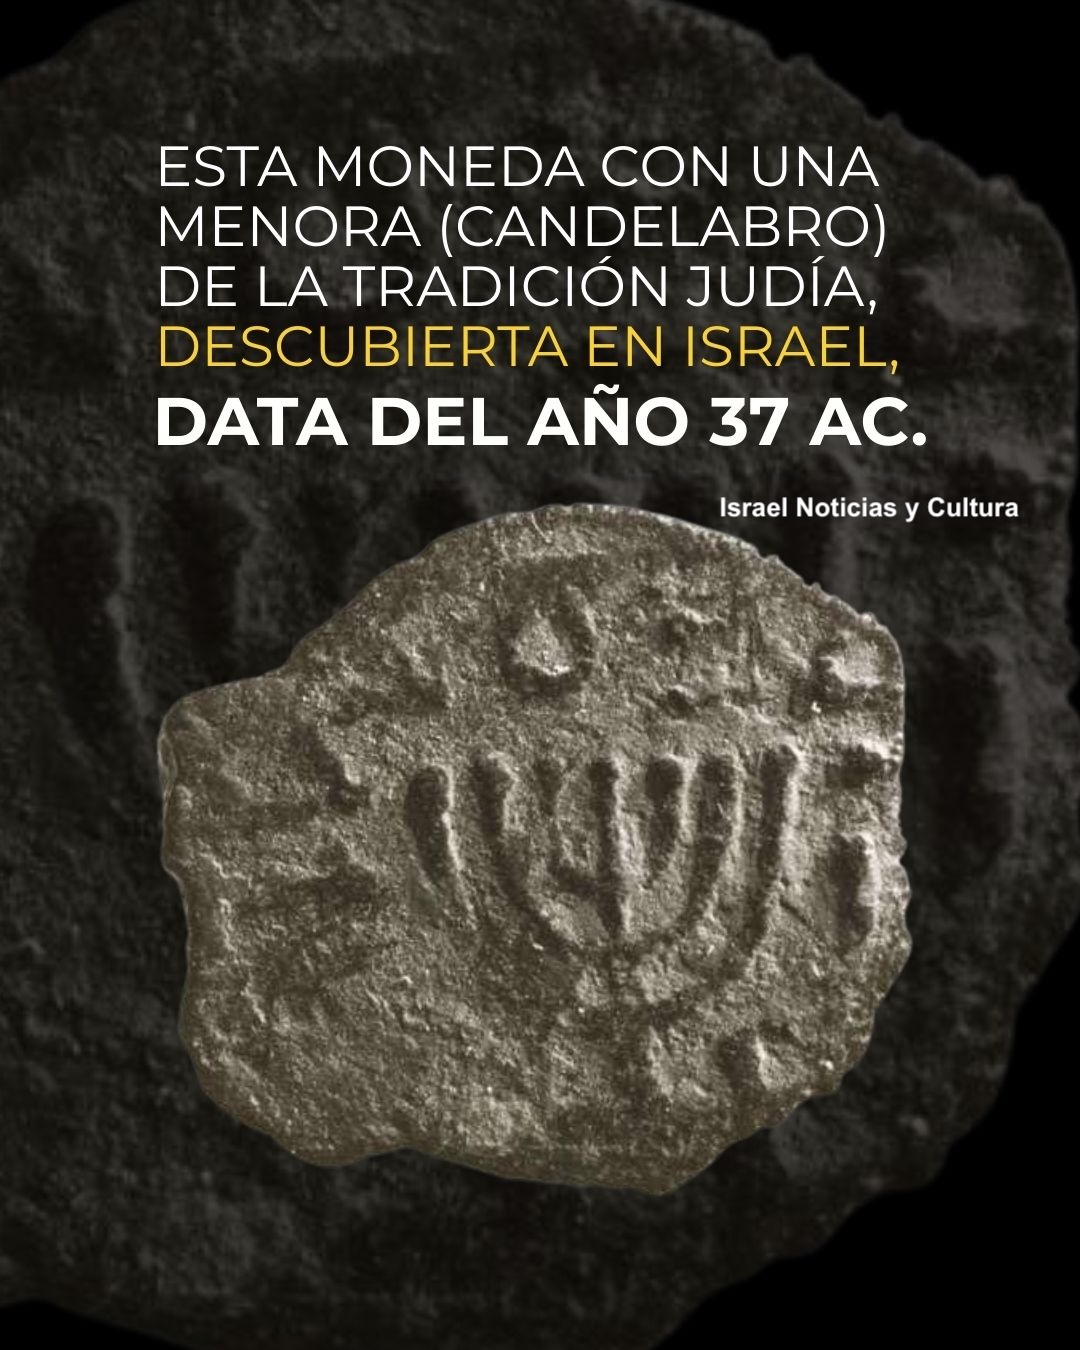 ESTA MONEDA CON UNA
MENORA (CANDELABRO)
DE LA TRADICIÓN JUDÍA,
DESCUBIERTA EN ISRAEL,
DATA DEL AÑO 37 AC.
Israel Noticias y Cultura